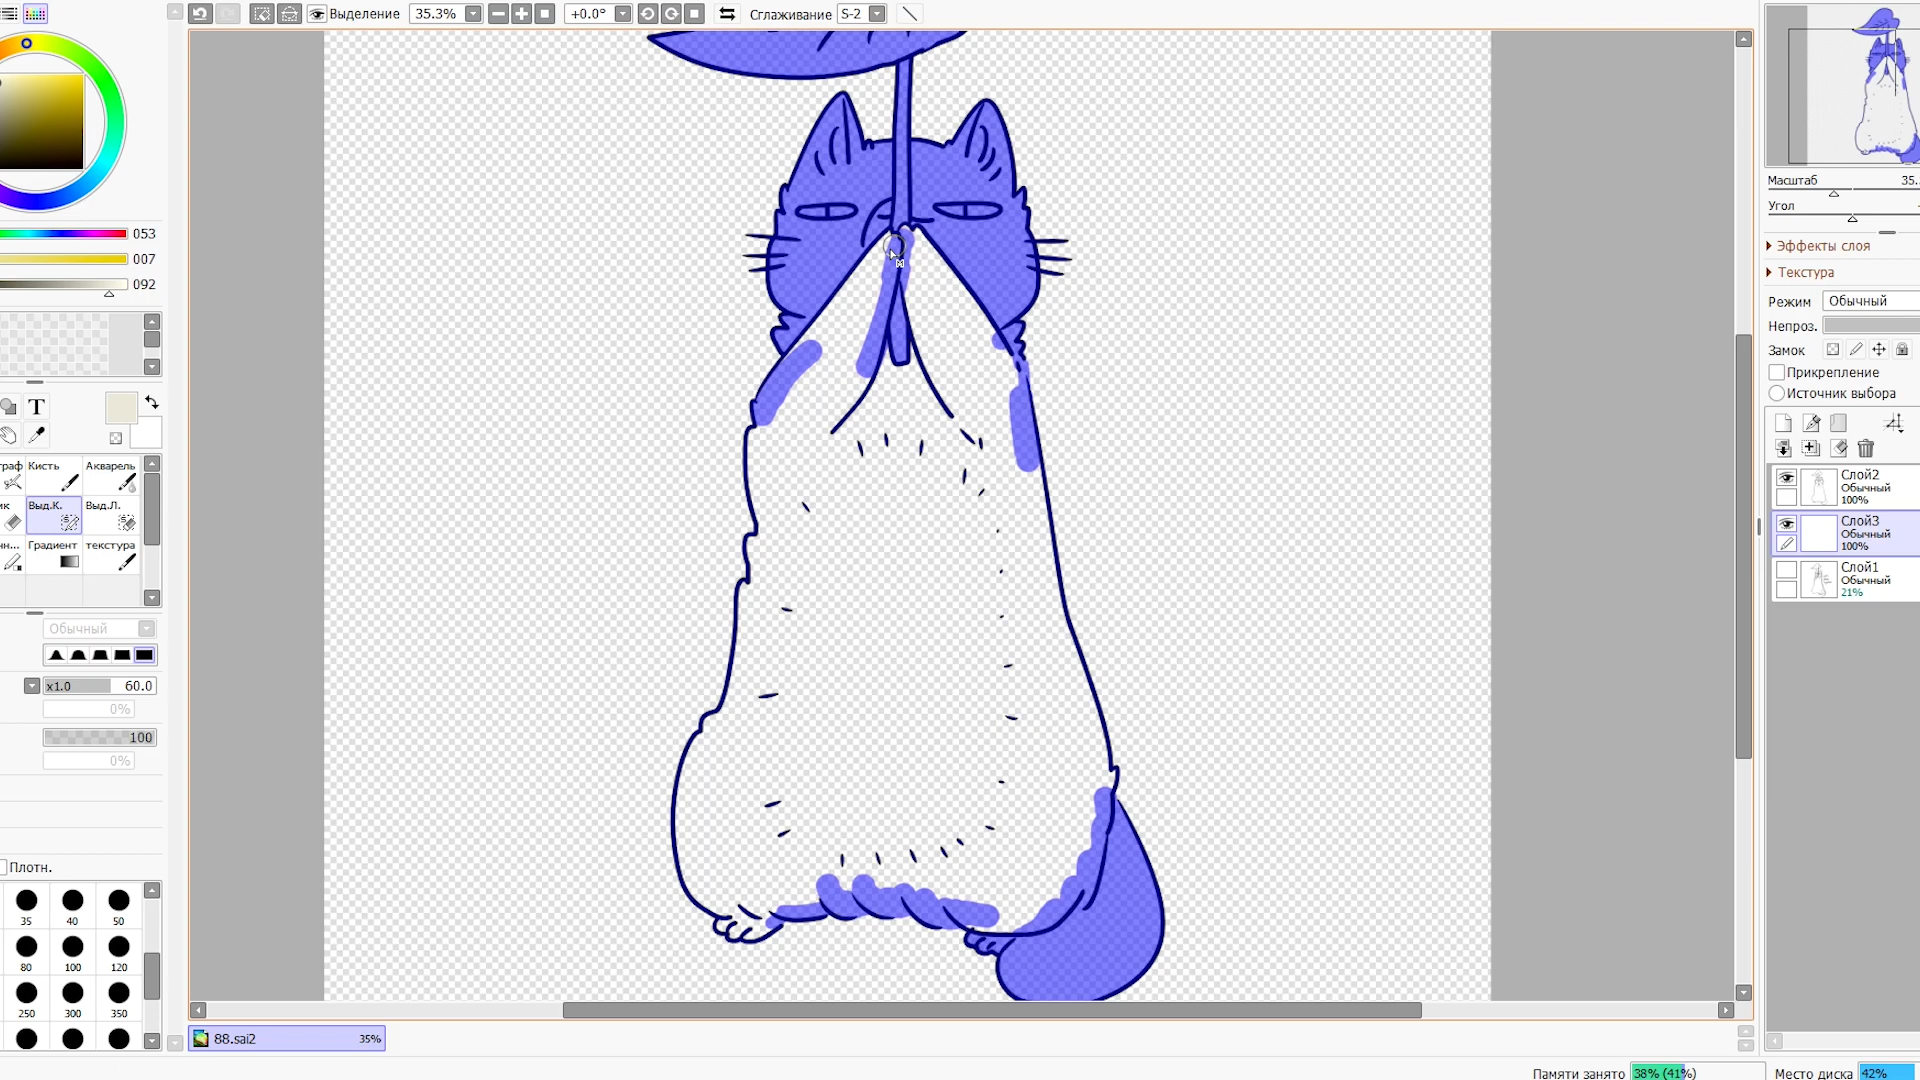 Выделение 35.3% +0.0° Сглаживание S-2
053
007
092
T
Кисть Акварель
Выд.К. Выд.Л.
Градиент текстура
Обычный
x1.0 60.0
0%
100
0%
Плотн.
35 40 50
80 100 120
250 300 350
88.sai2 35%
Масштаб 35.
Угол
Эффекты слоя
Текстура
Режим Обычный
Непроз.
Замок
Прикрепление
Источник выбора
Слой2
Обычный
100%
Слой3
Обычный
100%
Слой1
Обычный
21%
Памяти занято 38% (41%) Место диска 42%